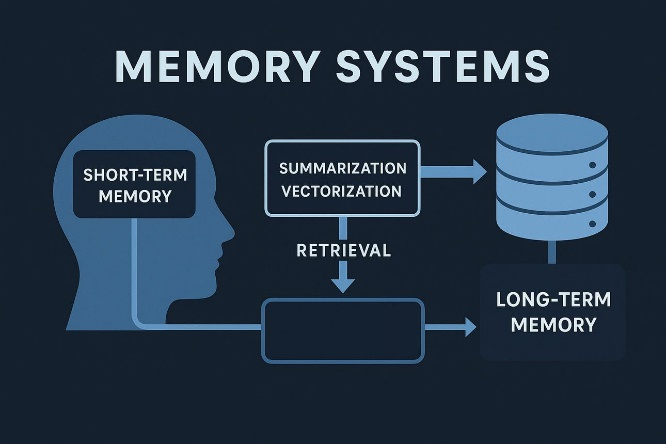 MEMORY SYSTEMS
SHORT-TERM
MEMORY
SUMMARIZATION
VECTORIZATION
RETRIEVAL
LONG-TERM
MEMORY